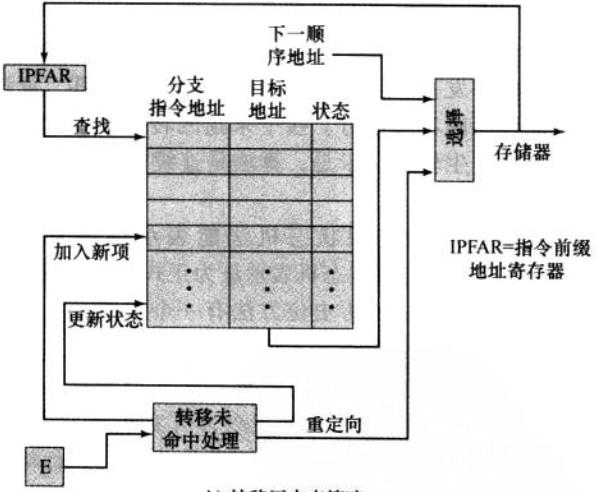 下一顺
序地址
IPFAR
分支
指令地址
目标
地址
状态
查找
选择
存储器
加入新项
IPFAR=指令前缀
地址寄存器
更新状态
转移未
命中处理
重定向
E